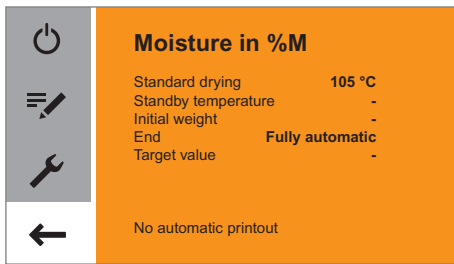 Moisture in %M
Standard drying 105 °C
Standby temperature -
Initial weight -
End Fully automatic
Target value -
No automatic printout